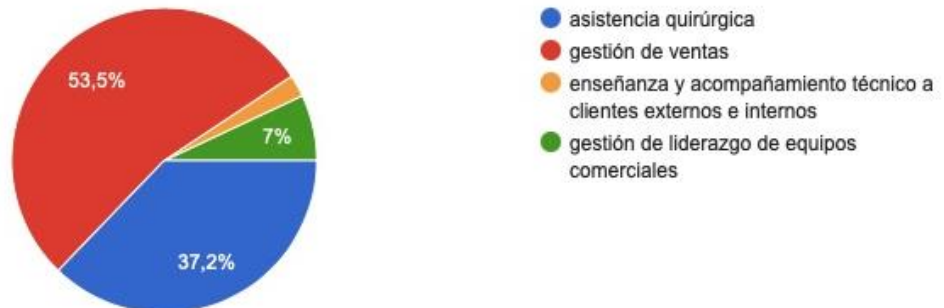 53,5%
7%
37,2%
asistencia quirúrgica
gestión de ventas
enseñanza y acompañamiento técnico a
clientes externos e internos
gestión de liderazgo de equipos
comerciales